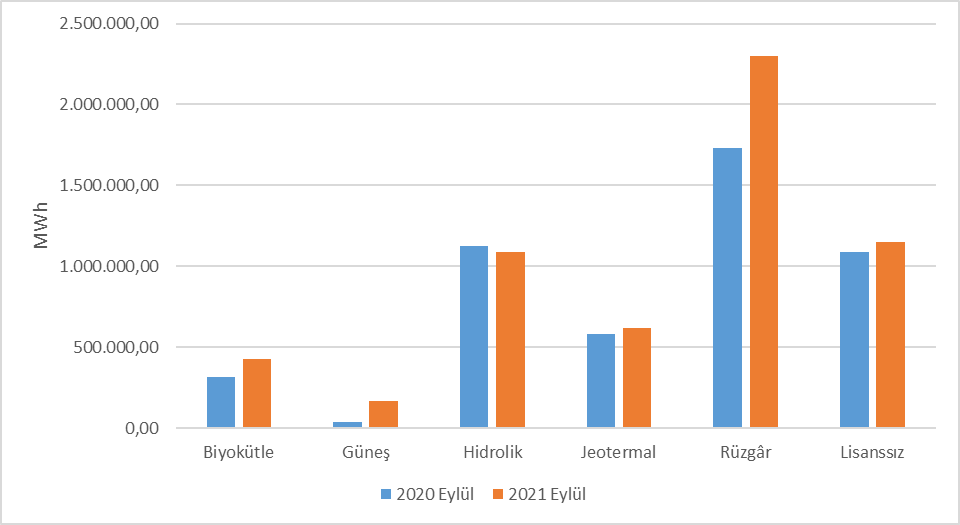 2.500.000,00
2.000.000,00
1.500.000,00
1.000.000,00
500.000,00
0,00
MWh
Biyokütle Güneş Hidrolik Jeotermal Rüzgâr Lisanssız
2020 Eylül 2021 Eylül